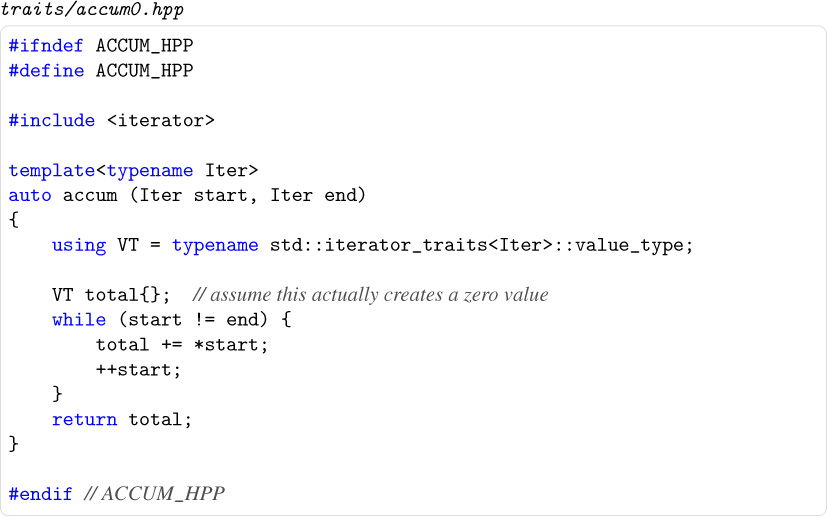 traits/accum0.hpp
#ifndef ACCUM_HPP
#define ACCUM_HPP

#include <iterator>

template<typename Iter>
auto accum (Iter start, Iter end)
{
    using VT = typename std::iterator_traits<Iter>::value_type;

    VT total{};  // assume this actually creates a zero value
    while (start != end) {
        total += *start;
        ++start;
    }
    return total;
}

#endif // ACCUM_HPP